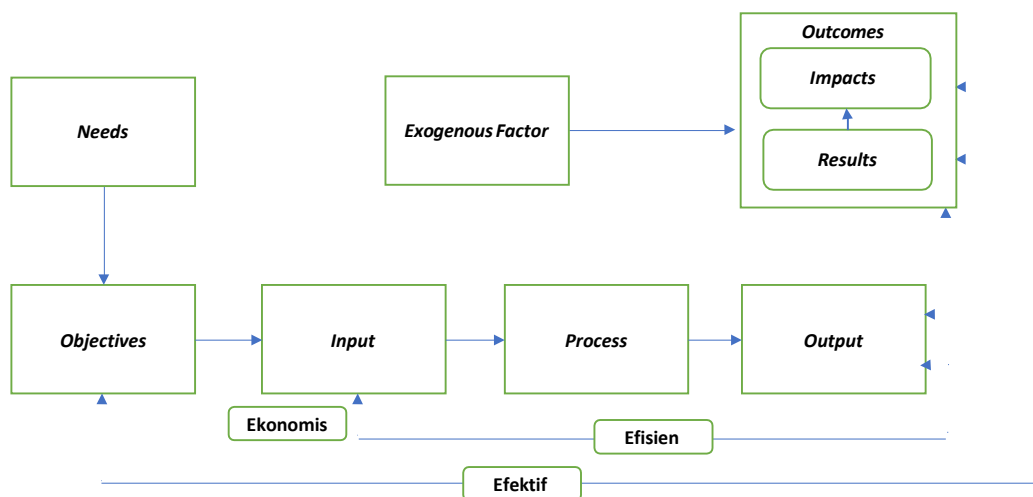 Outcomes
Impacts
Needs
Exogenous Factor
Results
Objectives
Input
Process
Output
Ekonomis
Efisien
Efektif